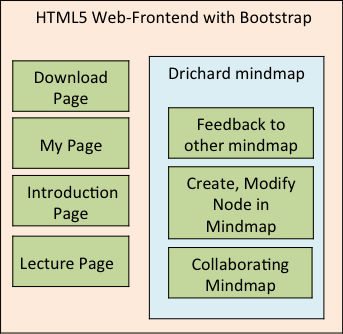 HTML5 Web-Frontend with Bootstrap
Download
Page
My Page
Introduction
Page
Lecture Page
Drichard mindmap
Feedback to
other mindmap
Create, Modify
Node in
Mindmap
Collaborating
Mindmap